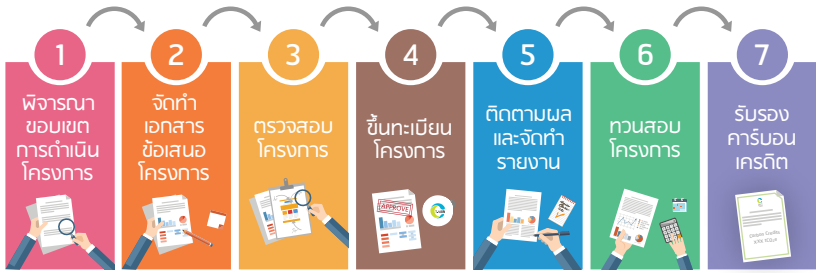 1
พิจารณา
ขอบเขต
การดำเนิน
โครงการ
2
จัดทำ
เอกสาร
ข้อเสนอ
โครงการ
3
ตรวจสอบ
โครงการ
4
ขึ้นทะเบียน
โครงการ
APPROVE
5
ติดตามผล
และจัดทำ
รายงาน
6
ทวนสอบ
โครงการ
7
รับรอง
คาร์บอน
เครดิต